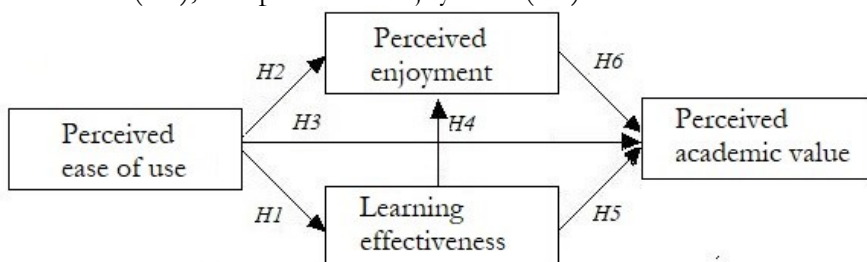 Perceived
enjoyment
H2
H6
Perceived
ease of use
H3
H4
Perceived
academic value
H1
Learning
effectiveness
H5